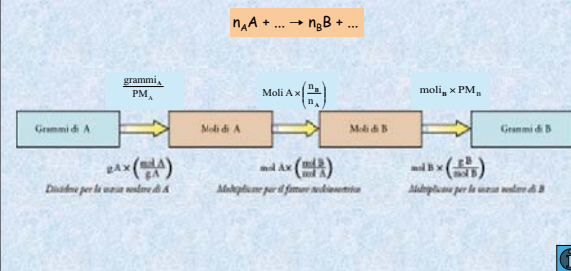 nAA + ... → nBB + ...
grammiA
PMA
Moli A × (nB/nA)
moliB × PMB
Grammi di A
Moli di A
Moli di B
Grammi di B
g A × (mol A/g A)
mol A× (mol B/mol A)
mol B × (g B/mol B)
Dividere per la massa molare di A
Moltiplicare per il fattore stechiometrico
Moltiplicare per la massa molare di B